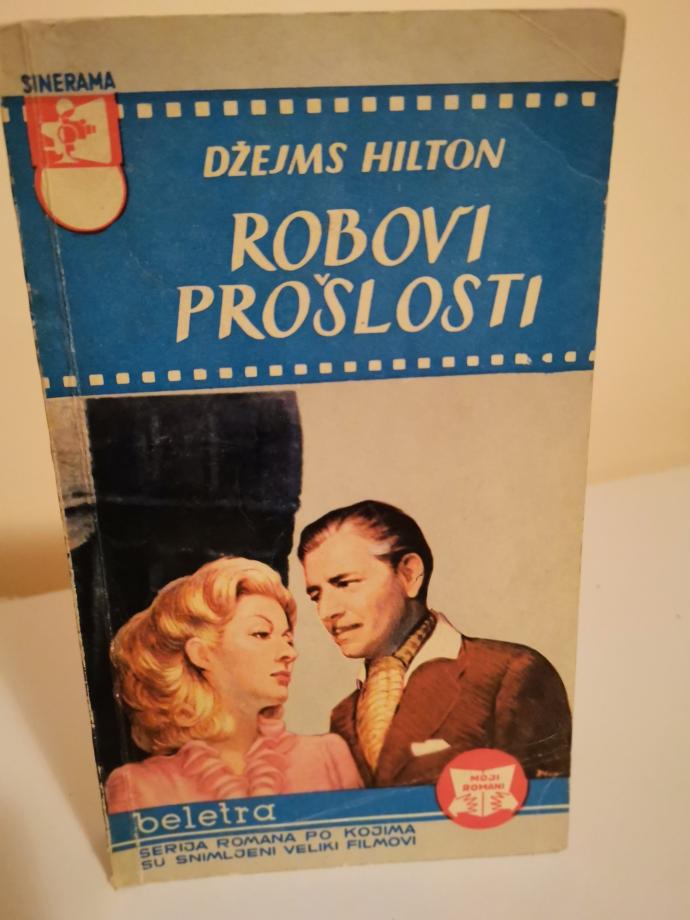 SINERAMA
DŽEJMS HILTON
ROBOVI
PROŠLOSTI
MOJI
ROMANI
beletra
SERIJA ROMANA PO KOJIMA
SU SNIMLJENI VELIKI FILMOVI